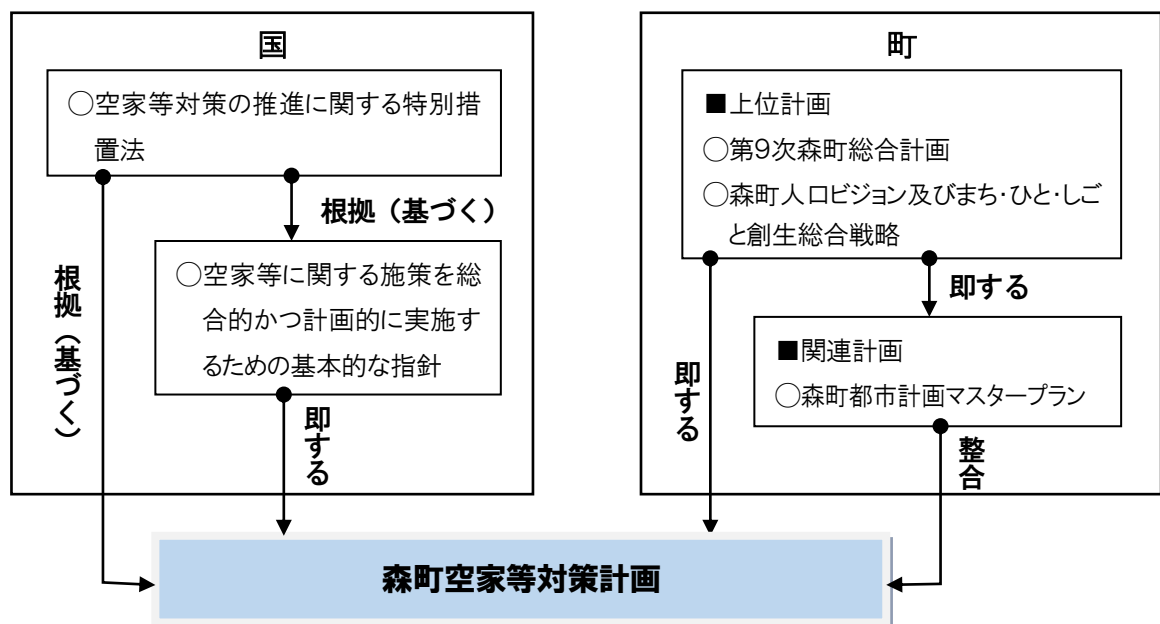 国
○空家等対策の推進に関する特別措
置法
根拠（基づく）
○空家等に関する施策を総
合的かつ計画的に実施す
るための基本的な指針
根拠（基づく）
即する
町
■上位計画
○第9次森町総合計画
○森町人口ビジョン及びまち・ひと・しご
と創生総合戦略
即する
■関連計画
○森町都市計画マスタープラン
即する
整合
森町空家等対策計画